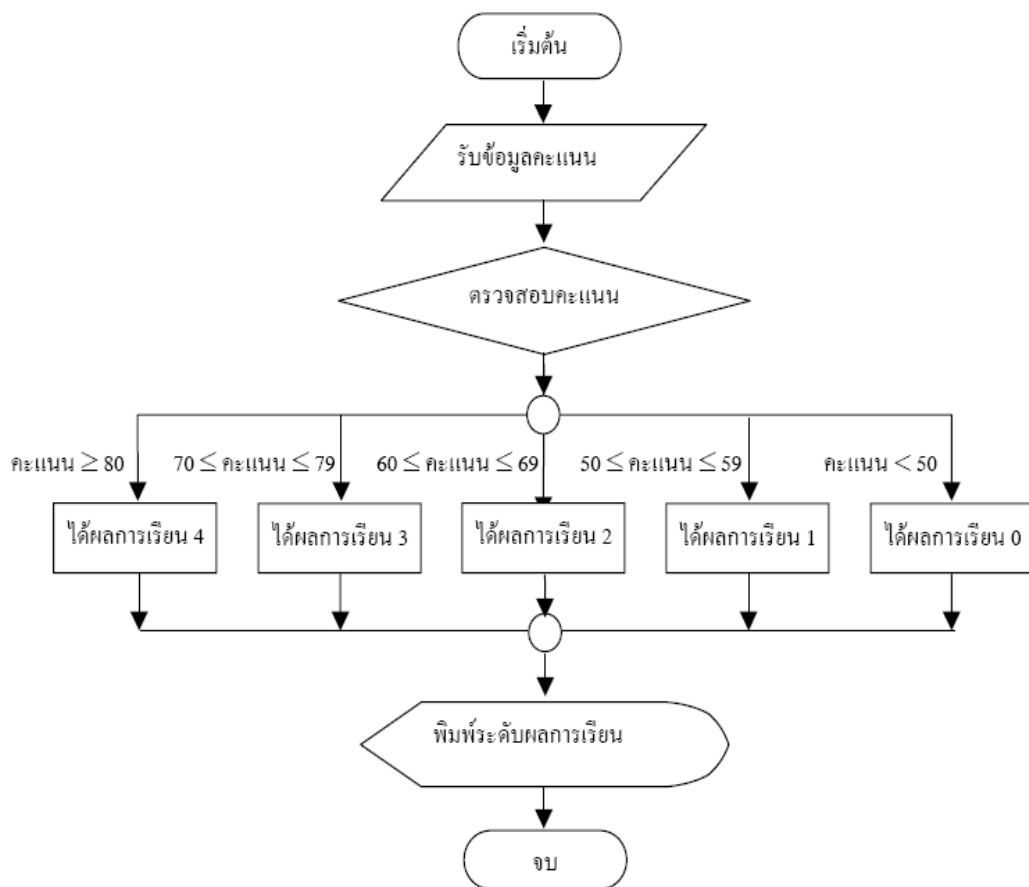 เริ่มต้น
รับข้อมูลคะแนน
ตรวจสอบคะแนน
คะแนน ≥ 80
70 ≤ คะแนน ≤ 79
60 ≤ คะแนน ≤ 69
50 ≤ คะแนน ≤ 59
คะแนน < 50
ได้ผลการเรียน 4
ได้ผลการเรียน 3
ได้ผลการเรียน 2
ได้ผลการเรียน 1
ได้ผลการเรียน 0
พิมพ์ระดับผลการเรียน
จบ